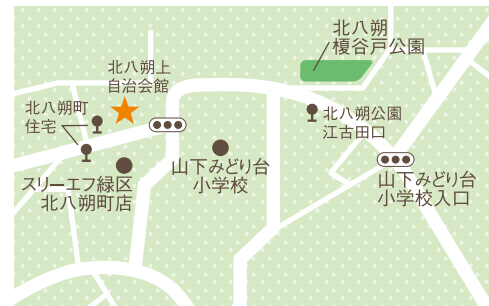 北八朔
榎谷戸公園
北八朔上
自治会館
北八朔町
住宅
北八朔公園
江古田口
山下みどり台
小学校
スリーエフ緑区
北八朔町店
山下みどり台
小学校入口